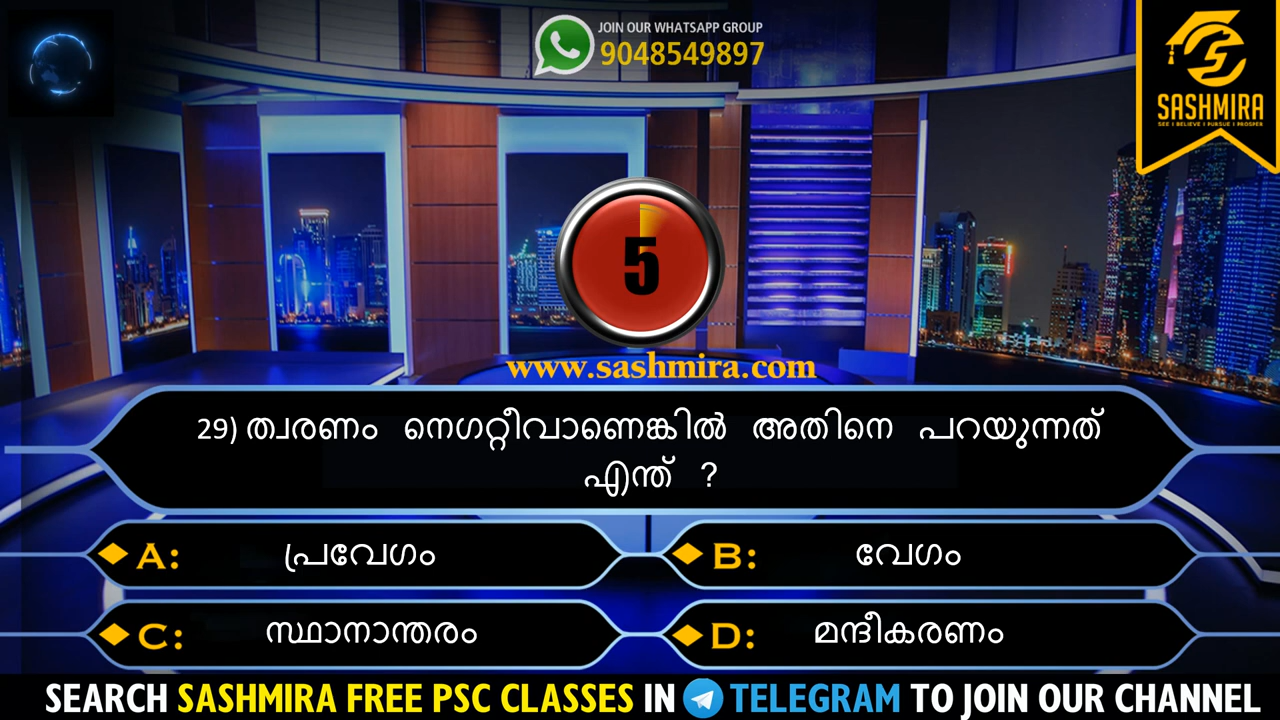 JOIN OUR WHATSAPP GROUP
9048549897
SASHMIRA
SEE I BELIEVE I PURSUE I PROSPER
5
www.sashmira.com
29) ത്വരണം നെഗറ്റീവാണെങ്കിൽ അതിനെ പറയുന്നത്
എന്ത് ?
A: പ്രവേഗം
B: വേഗം
C: സ്ഥാനാന്തരം
D: മന്ദീകരണം
SEARCH SASHMIRA FREE PSC CLASSES IN TELEGRAM TO JOIN OUR CHANNEL